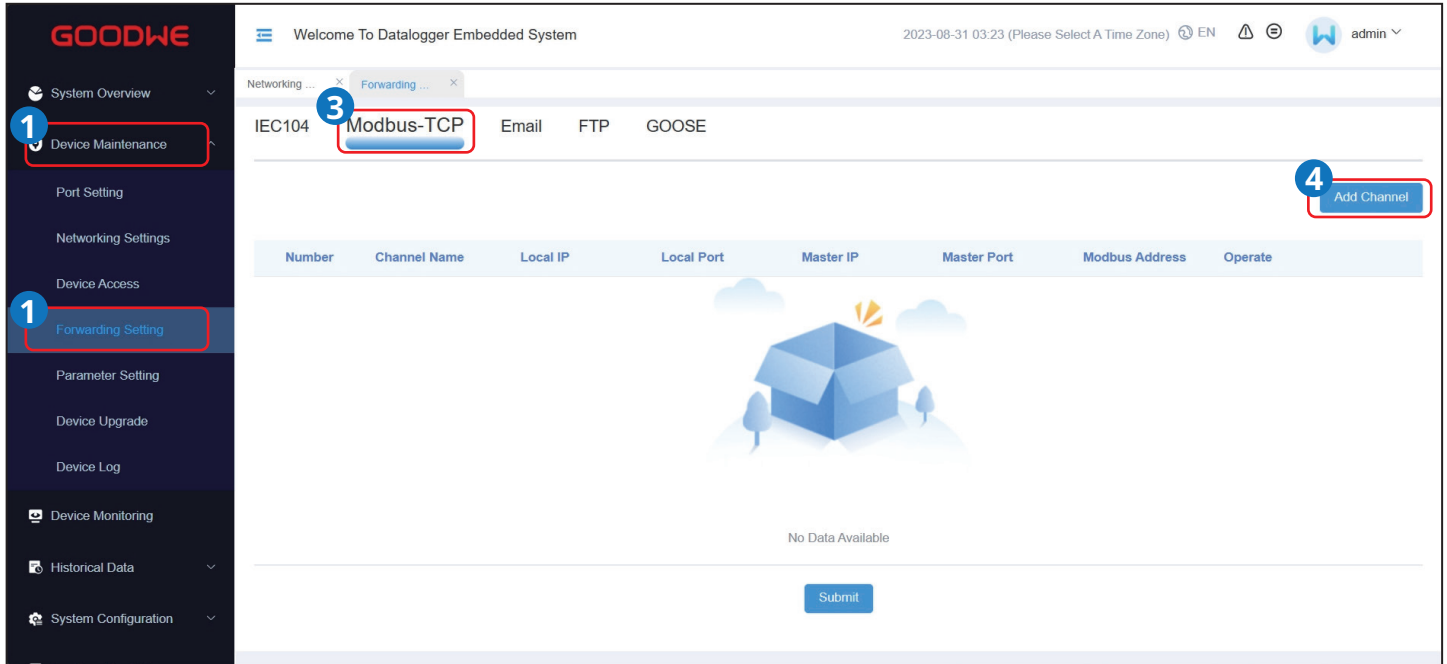 GOODWE
Welcome To Datalogger Embedded System
2023-08-31 03:23 (Please Select A Time Zone) EN
admin
System Overview
1
Device Maintenance
Port Setting
Networking Settings
Device Access
1
Forwarding Setting
Parameter Setting
Device Upgrade
Device Log
Device Monitoring
Historical Data
System Configuration
Networking ... ×
Forwarding ... ×
3
IEC104 Modbus-TCP Email FTP GOOSE
4
Add Channel
Number Channel Name Local IP Local Port Master IP Master Port Modbus Address Operate
No Data Available
Submit